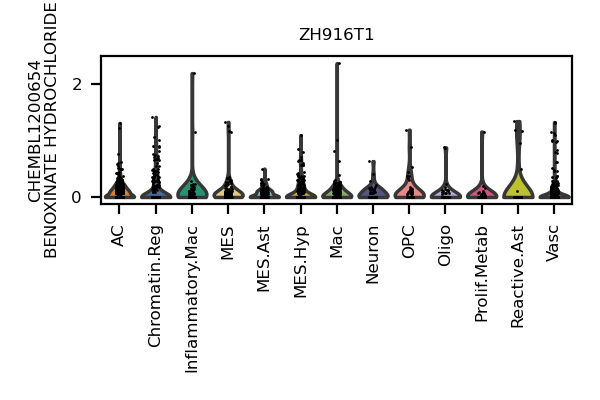 ZH916T1
CHEMBL1200654
BENOXINATE HYDROCHLORIDE
2
0
AC
Chromatin.Reg
Inflammatory.Mac
MES
MES.Ast
MES.Hyp
Mac
Neuron
OPC
Oligo
Prolif.Metab
Reactive.Ast
Vasc